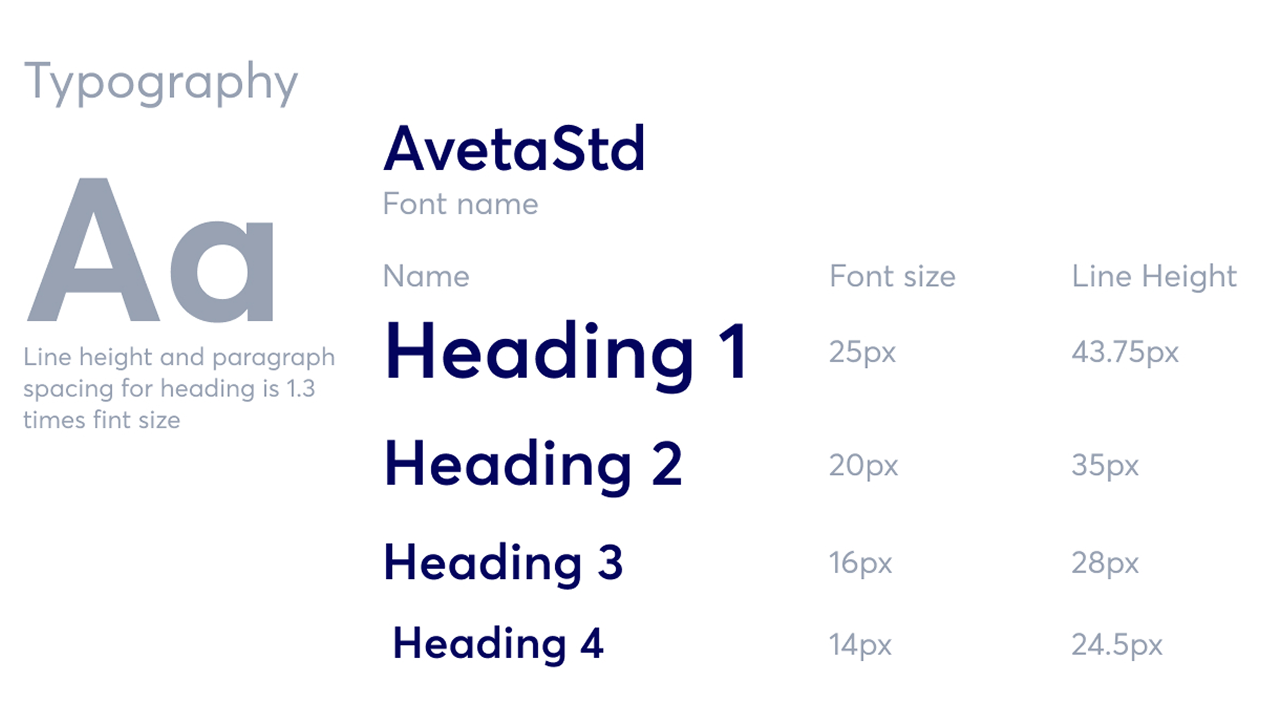 Typography
Aa
Line height and paragraph
spacing for heading is 1.3
times fint size
AvetaStd
Font name
Name Font size Line Height
Heading 1 25px 43.75px
Heading 2 20px 35px
Heading 3 16px 28px
Heading 4 14px 24.5px